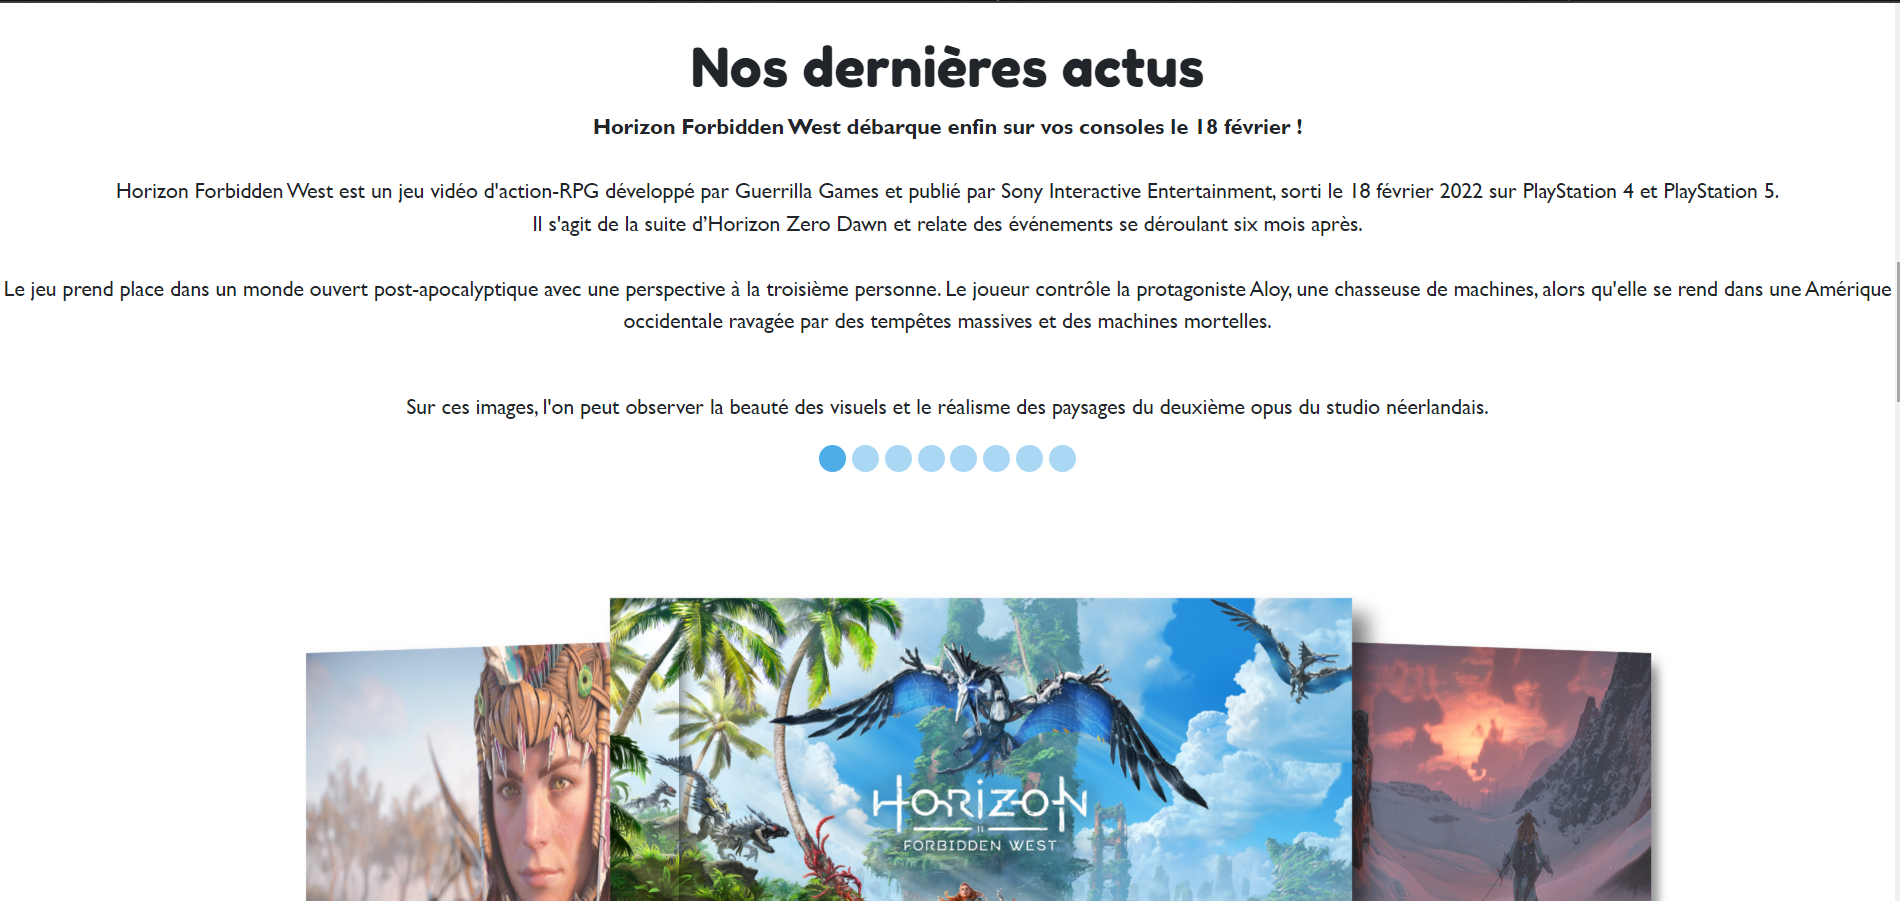 Nos dernières actus
Horizon Forbidden West débarque enfin sur vos consoles le 18 février !
Horizon Forbidden West est un jeu vidéo d'action-RPG développé par Guerrilla Games et publié par Sony Interactive Entertainment, sorti le 18 février 2022 sur PlayStation 4 et PlayStation 5.
Il s'agit de la suite d’Horizon Zero Dawn et relate des événements se déroulant six mois après.
Le jeu prend place dans un monde ouvert post-apocalyptique avec une perspective à la troisième personne. Le joueur contrôle la protagoniste Aloy, une chasseuse de machines, alors qu'elle se rend dans une Amérique
occidentale ravagée par des tempêtes massives et des machines mortelles.
Sur ces images, l'on peut observer la beauté des visuels et le réalisme des paysages du deuxième opus du studio néerlandais.
HORIZON
II
FORBIDDEN WEST